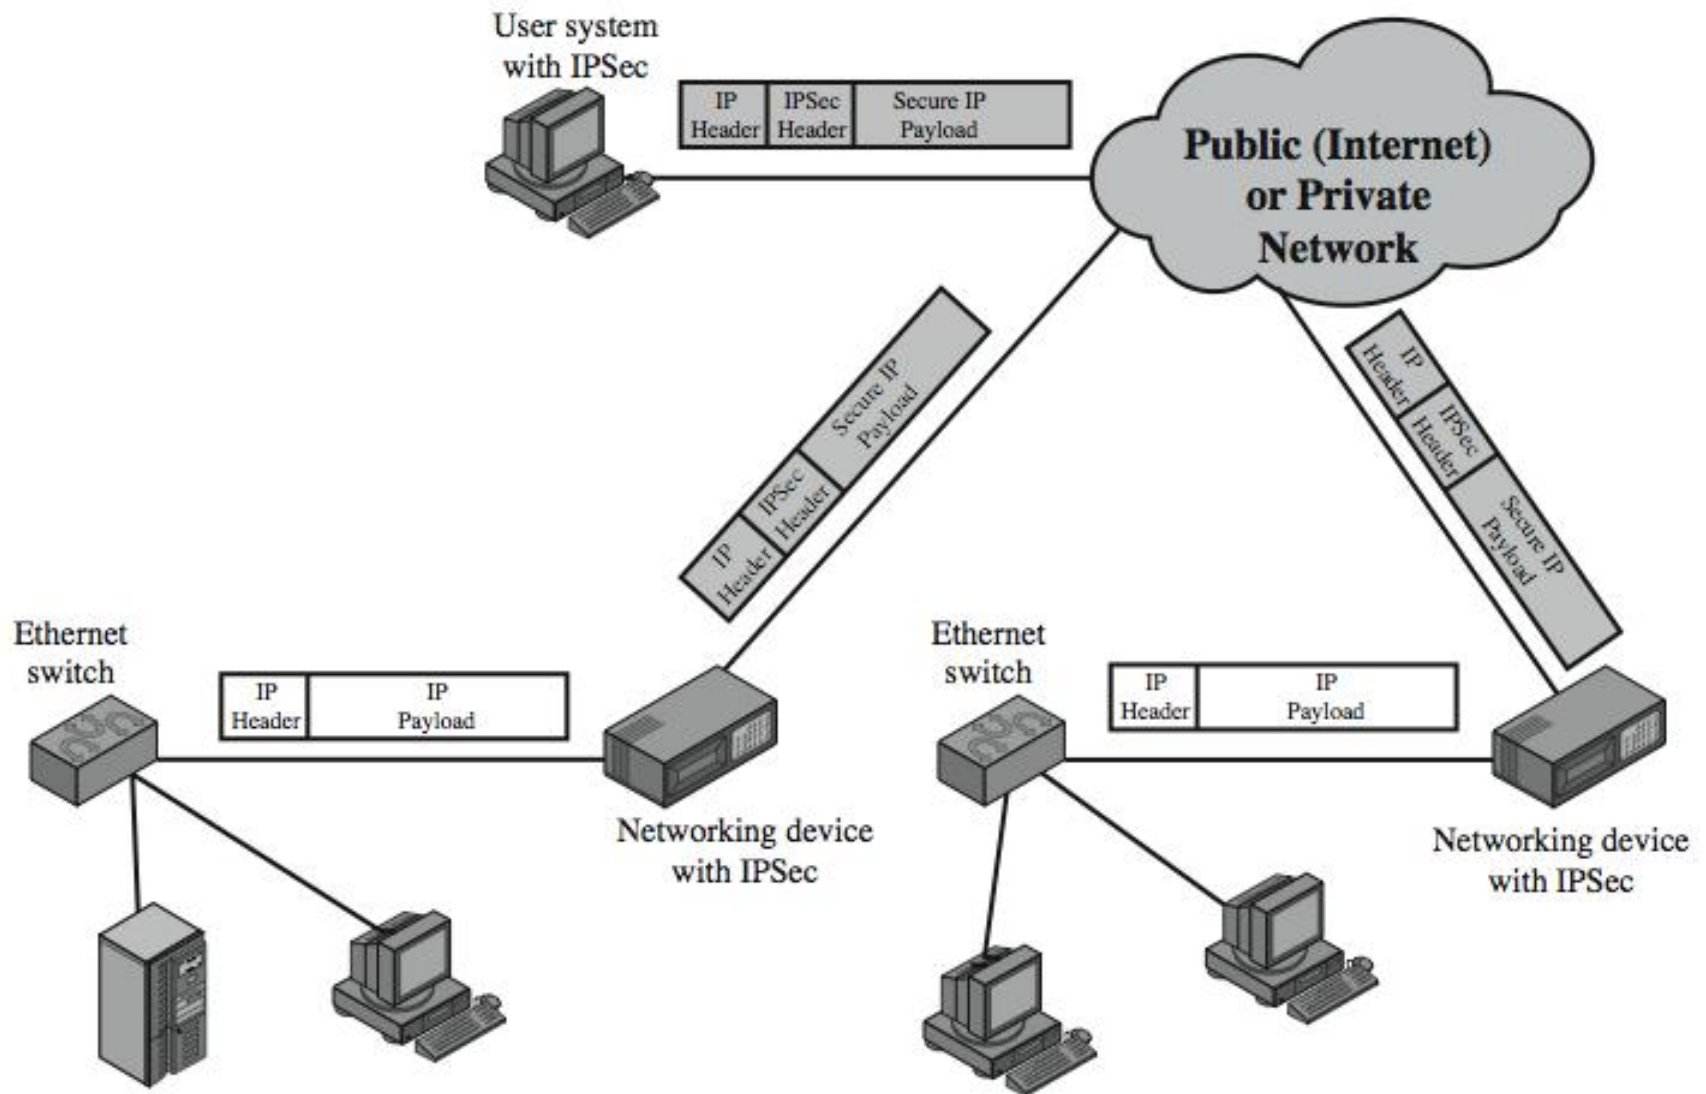 User system
with IPSec
IP
Header
IPSec
Header
Secure IP
Payload
Public (Internet)
or Private
Network
IP
Header
IPSec
Header
Secure IP
Payload
IP
Header
IPSec
Header
Secure IP
Payload
Ethernet
switch
IP
Header
IP
Payload
Networking device
with IPSec
Ethernet
switch
IP
Header
IP
Payload
Networking device
with IPSec